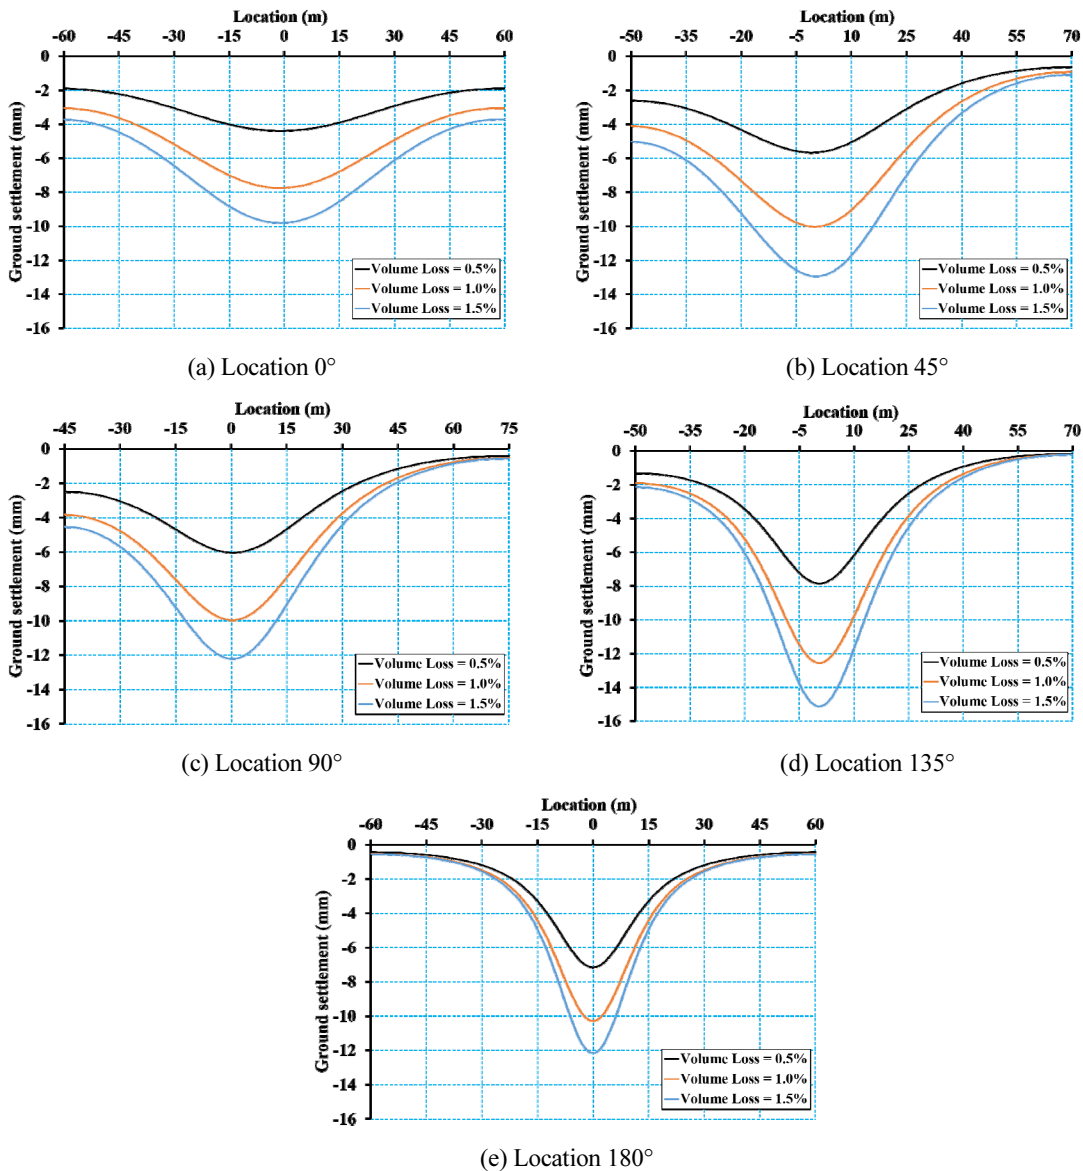 Location (m)
-60 -45 -30 -15 0 15 30 45 60
0
-2
-4
-6
-8
-10
-12
-14
-16
Ground settlement (mm)
Volume Loss = 0.5%
Volume Loss = 1.0%
Volume Loss = 1.5%
(a) Location 0°
Location (m)
-50 -35 -20 -5 10 25 40 55 70
0
-2
-4
-6
-8
-10
-12
-14
-16
Ground settlement (mm)
Volume Loss = 0.5%
Volume Loss = 1.0%
Volume Loss = 1.5%
(b) Location 45°
Location (m)
-45 -30 -15 0 15 30 45 60 75
0
-2
-4
-6
-8
-10
-12
-14
-16
Ground settlement (mm)
Volume Loss = 0.5%
Volume Loss = 1.0%
Volume Loss = 1.5%
(c) Location 90°
Location (m)
-50 -35 -20 -5 10 25 40 55 70
0
-2
-4
-6
-8
-10
-12
-14
-16
Ground settlement (mm)
Volume Loss = 0.5%
Volume Loss = 1.0%
Volume Loss = 1.5%
(d) Location 135°
Location (m)
-60 -45 -30 -15 0 15 30 45 60
0
-2
-4
-6
-8
-10
-12
-14
-16
Ground settlement (mm)
Volume Loss = 0.5%
Volume Loss = 1.0%
Volume Loss = 1.5%
(e) Location 180°